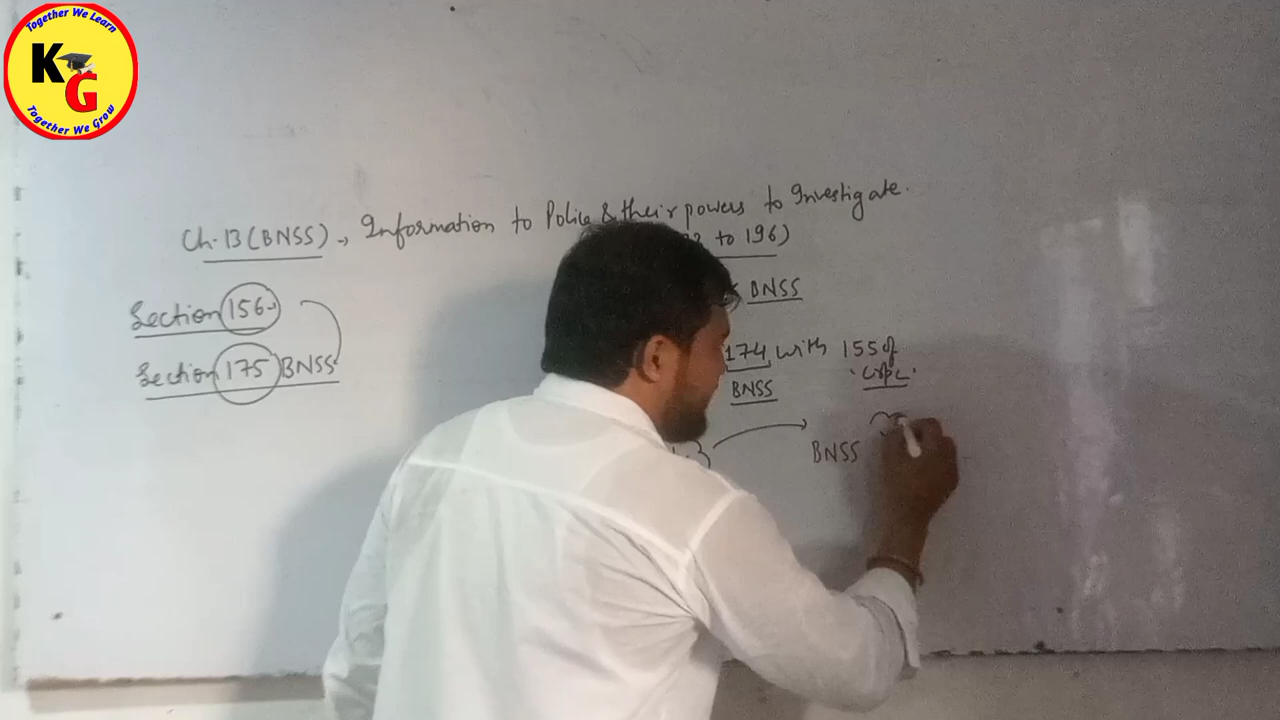 Together We Learn
KG
Together We Grow
Ch-13 (BNSS) → Information to Police & their powers to Investigate.
to 196)
Section 156
BNSS
Section 175 BNSS
174 with 155 of
BNSS
CrPC
BNSS